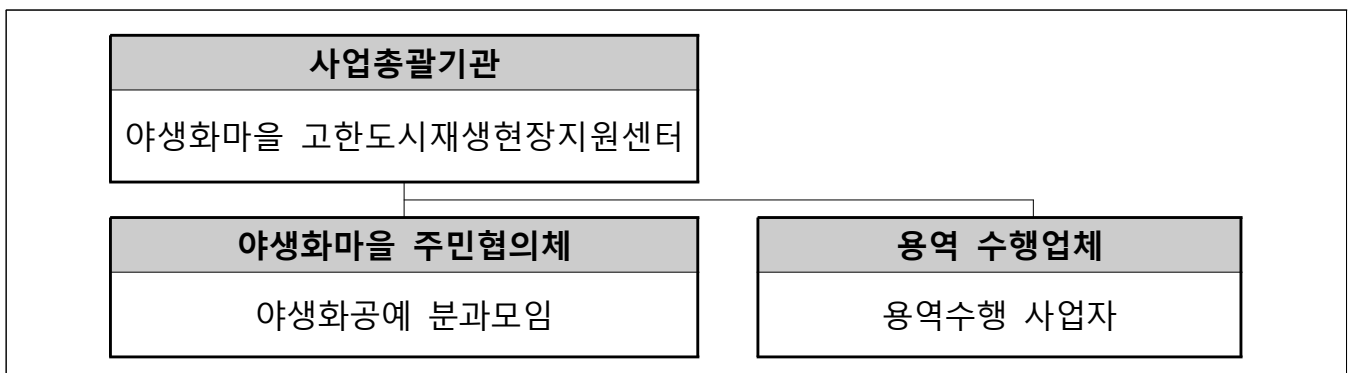 사업총괄기관
야생화마을 고한도시재생현장지원센터
야생화마을 주민협의체
야생화공예 분과모임
용역 수행업체
용역수행 사업자